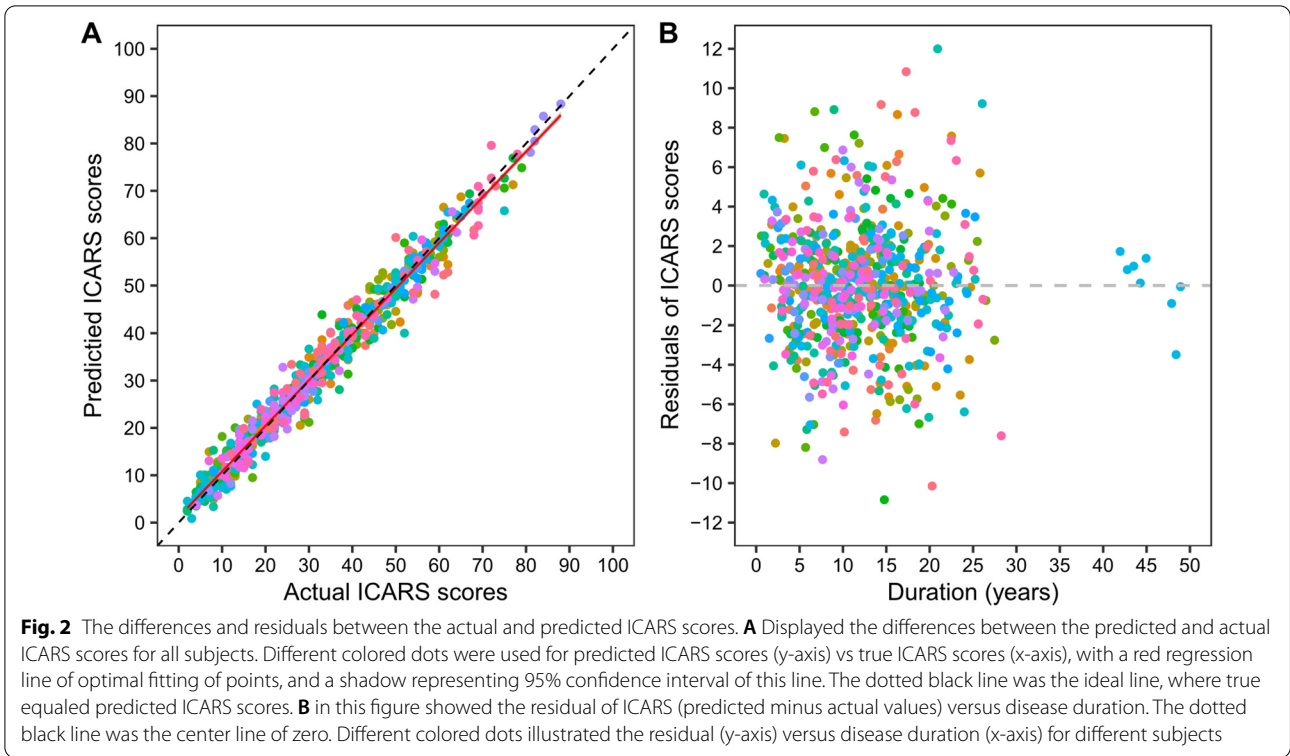 A
100
90
80
70
60
50
40
30
20
10
0
Predictied ICARS scores
0 10 20 30 40 50 60 70 80 90 100
Actual ICARS scores
B
12
10
8
6
4
2
0
−2
−4
−6
−8
−10
−12
Residuals of ICARS scores
0 5 10 15 20 25 30 35 40 45 50
Duration (years)
Fig. 2 The differences and residuals between the actual and predicted ICARS scores. A Displayed the differences between the predicted and actual
ICARS scores for all subjects. Different colored dots were used for predicted ICARS scores (y-axis) vs true ICARS scores (x-axis), with a red regression
line of optimal fitting of points, and a shadow representing 95% confidence interval of this line. The dotted black line was the ideal line, where true
equaled predicted ICARS scores. B in this figure showed the residual of ICARS (predicted minus actual values) versus disease duration. The dotted
black line was the center line of zero. Different colored dots illustrated the residual (y-axis) versus disease duration (x-axis) for different subjects